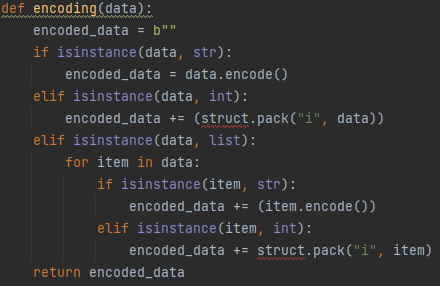 def encoding(data):
    encoded_data = b""
    if isinstance(data, str):
        encoded_data = data.encode()
    elif isinstance(data, int):
        encoded_data += (struct.pack("i", data))
    elif isinstance(data, list):
        for item in data:
            if isinstance(item, str):
                encoded_data += (item.encode())
            elif isinstance(item, int):
                encoded_data += struct.pack("i", item)
    return encoded_data